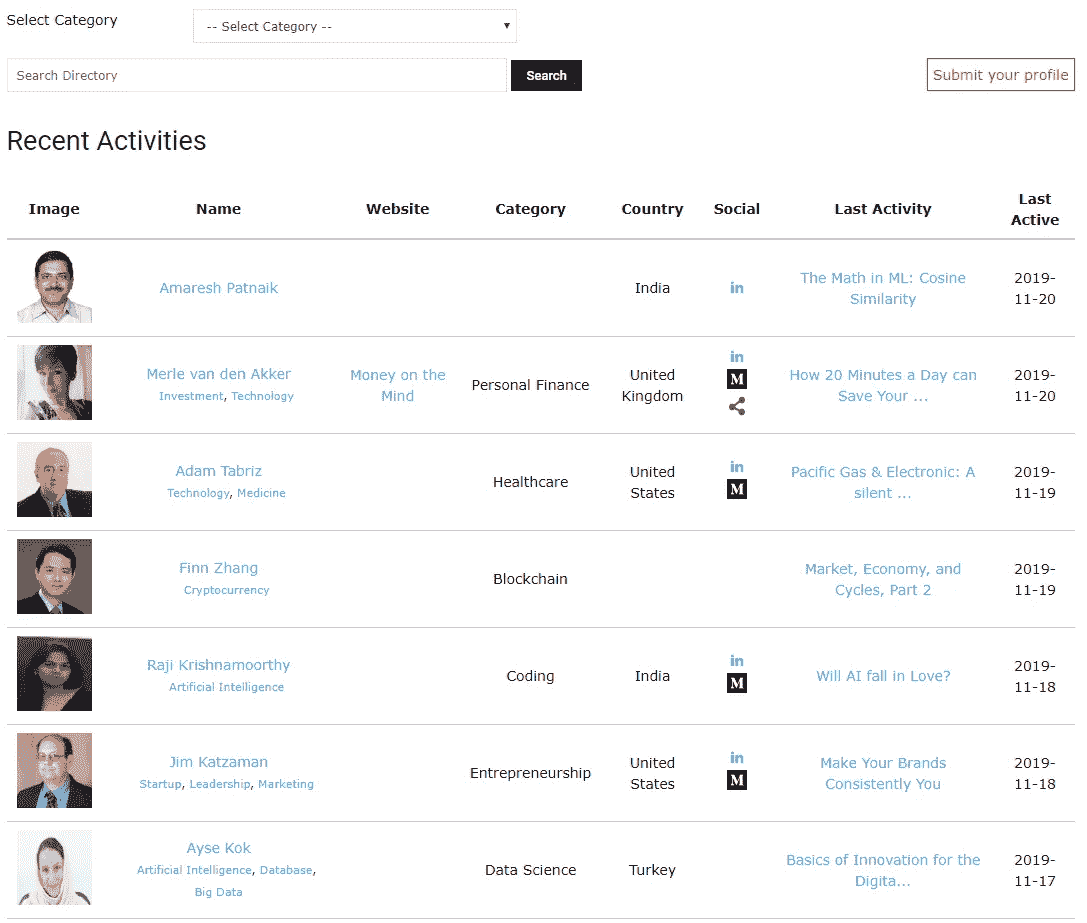 Select Category
-- Select Category --
Search Directory
Search
Submit your profile
Recent Activities
Image Name Website Category Country Social Last Activity Last Active
Amaresh Patnaik
India
in
The Math in ML: Cosine
Similarity
2019-
11-20
Merle van den Akker
Investment, Technology
Money on the
Mind
Personal Finance
United
Kingdom
in
M
How 20 Minutes a Day can
Save Your ...
2019-
11-20
Adam Tabriz
Technology, Medicine
Healthcare
United
States
in
M
Pacific Gas & Electronic: A
silent ...
2019-
11-19
Finn Zhang
Cryptocurrency
Blockchain
Market, Economy, and
Cycles, Part 2
2019-
11-19
Raji Krishnamoorthy
Artificial Intelligence
Coding
India
in
M
Will AI fall in Love?
2019-
11-18
Jim Katzaman
Startup, Leadership, Marketing
Entrepreneurship
United
States
in
M
Make Your Brands
Consistently You
2019-
11-18
Ayse Kok
Artificial Intelligence, Database,
Big Data
Data Science
Turkey
Basics of Innovation for the
Digita...
2019-
11-17